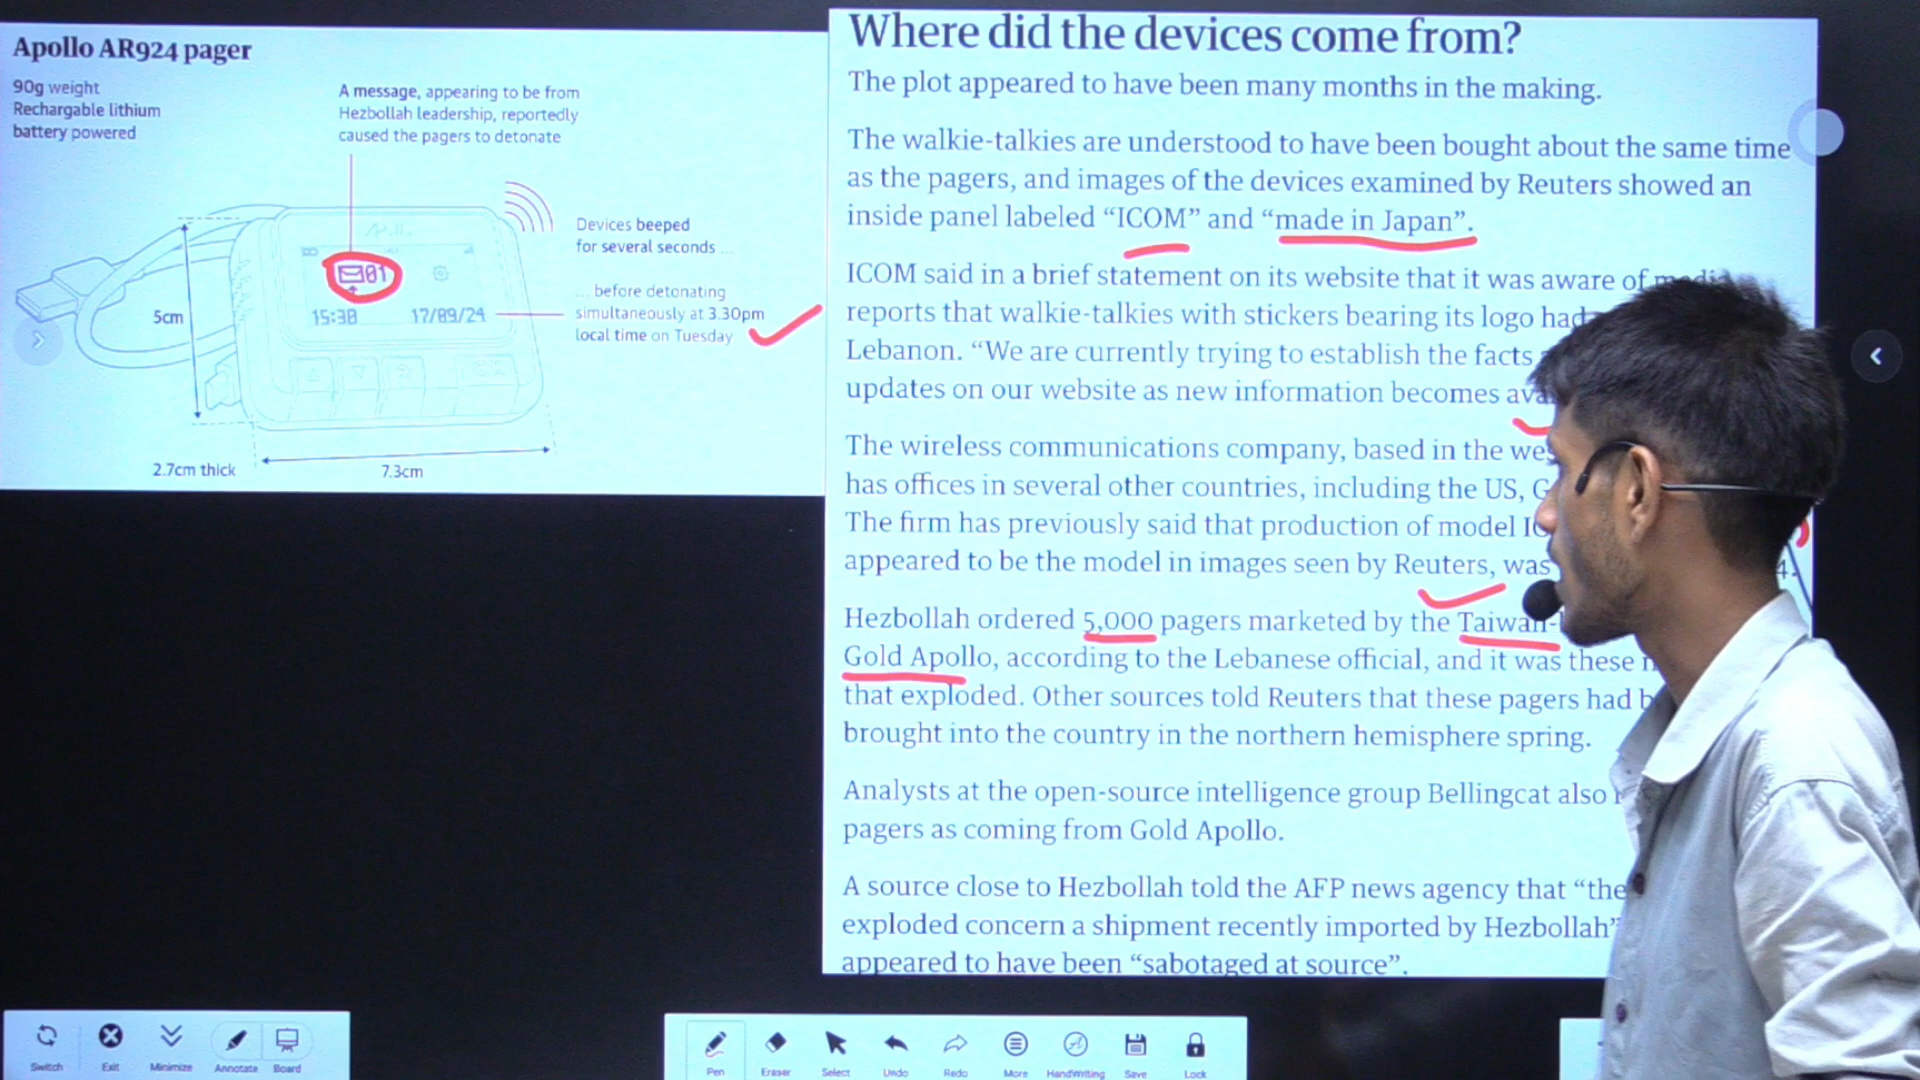 Apollo AR924 pager
90g weight
Rechargable lithium
battery powered
A message, appearing to be from
Hezbollah leadership, reportedly
caused the pagers to detonate
Devices beeped
for several seconds ...
... before detonating
simultaneously at 3.30pm
local time on Tuesday
01
15:30 17/09/24
5cm
2.7cm thick
7.3cm
Where did the devices come from?
The plot appeared to have been many months in the making.
The walkie-talkies are understood to have been bought about the same time
as the pagers, and images of the devices examined by Reuters showed an
inside panel labeled “ICOM” and “made in Japan”.
ICOM said in a brief statement on its website that it was aware of
reports that walkie-talkies with stickers bearing its logo had
Lebanon. “We are currently trying to establish the facts
updates on our website as new information becomes
The wireless communications company, based in the
has offices in several other countries, including the US,
The firm has previously said that production of model
appeared to be the model in images seen by Reuters, was
Hezbollah ordered 5,000 pagers marketed by the Taiwan-
Gold Apollo, according to the Lebanese official, and it was these
that exploded. Other sources told Reuters that these pagers had
brought into the country in the northern hemisphere spring.
Analysts at the open-source intelligence group Bellingcat also
pagers as coming from Gold Apollo.
A source close to Hezbollah told the AFP news agency that “the
exploded concern a shipment recently imported by Hezbollah”
appeared to have been “sabotaged at source”.
Switch Exit Minimize Annotate Board
Pen Eraser Select Undo Redo More HandWriting Save Lock